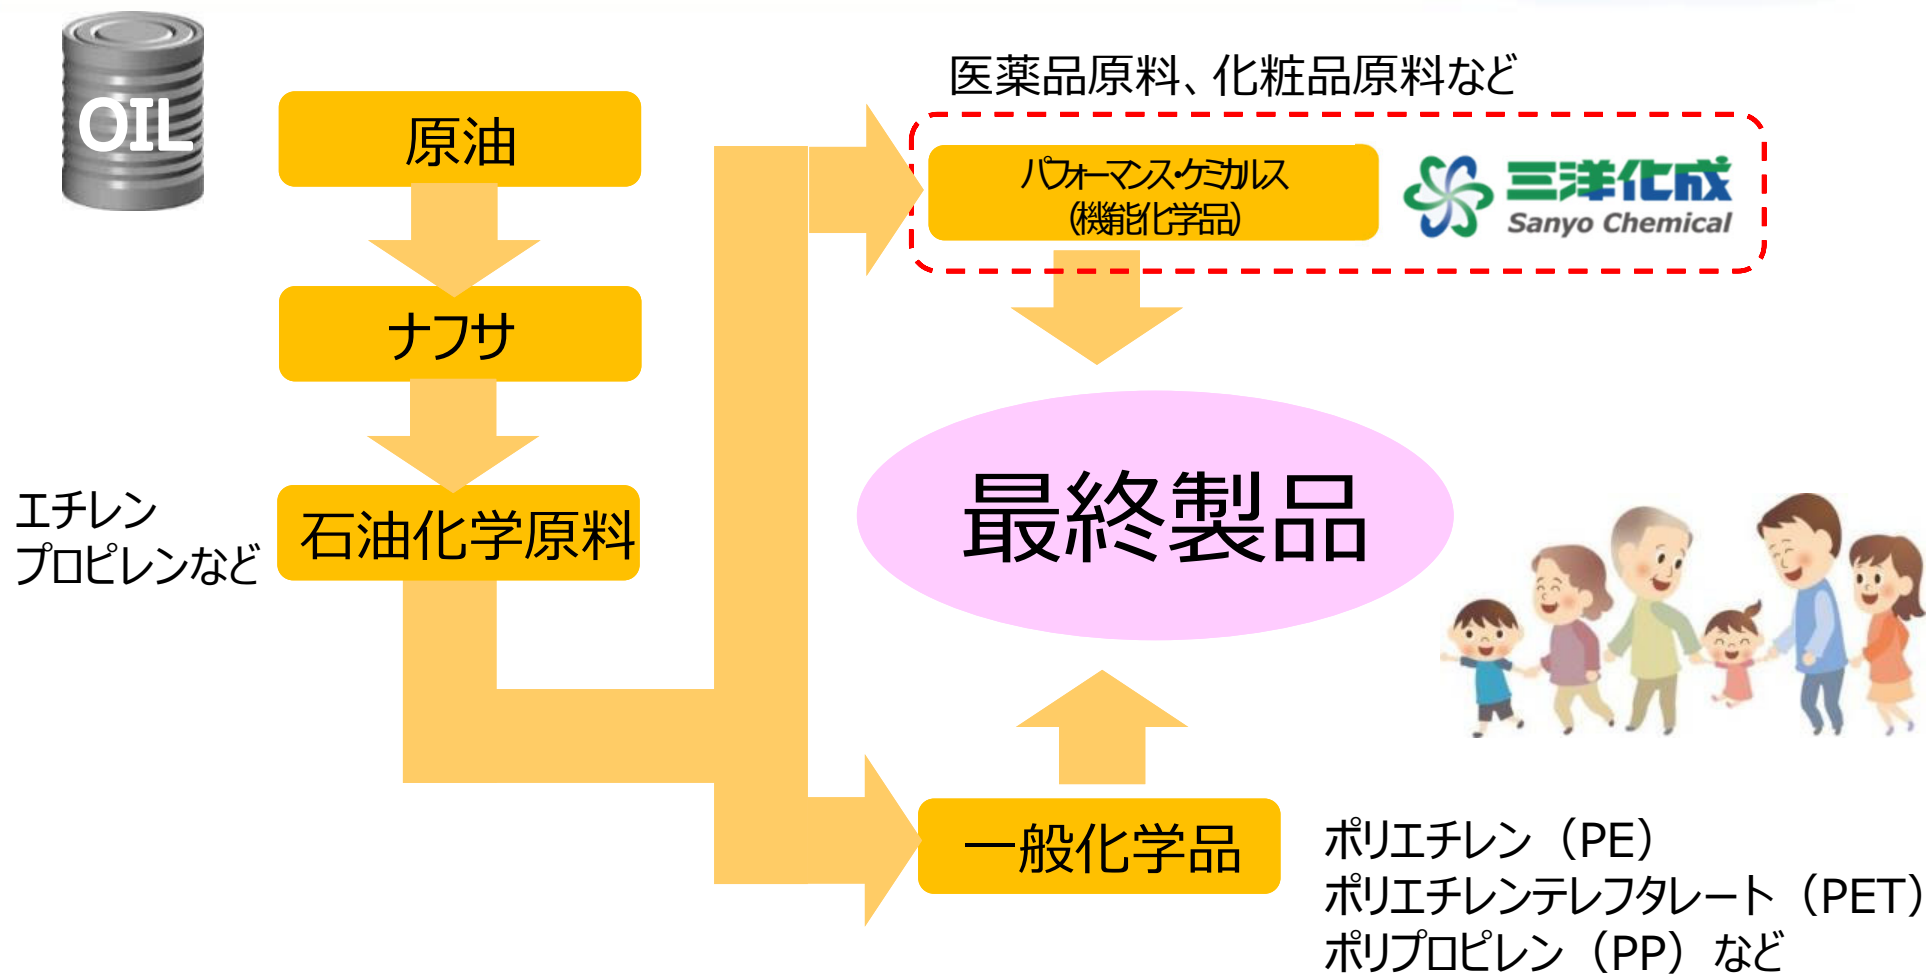 OIL
原油
ナフサ
エチレン
プロピレンなど
石油化学原料
医薬品原料、化粧品原料など
パフォーマンス・ケミカルス
(機能化学品)
三洋化成
Sanyo Chemical
最終製品
一般化学品
ポリエチレン（PE）
ポリエチレンテレフタレート（PET）
ポリプロピレン（PP）など